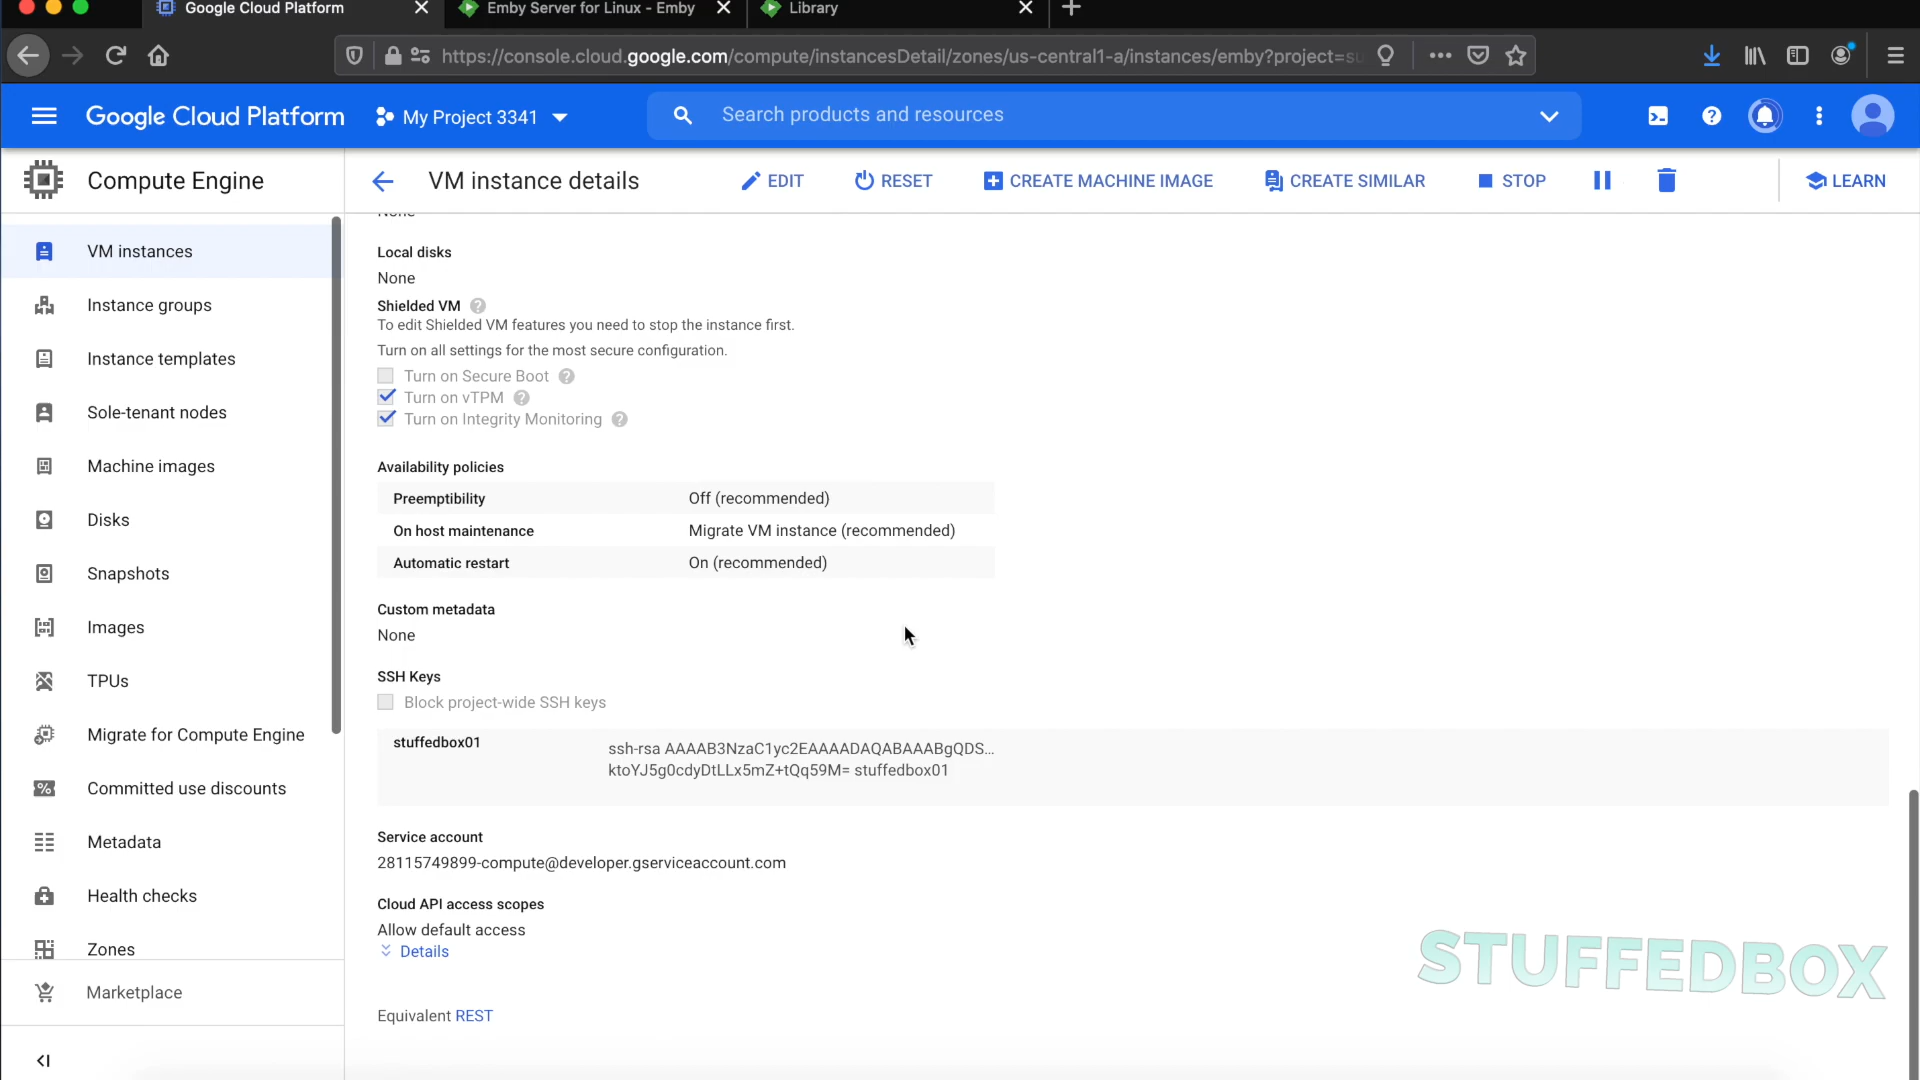 Google Cloud Platform
Emby Server for Linux - Emby
Library
https://console.cloud.google.com/compute/instancesDetail/zones/us-central1-a/instances/emby?project=su
Google Cloud Platform
My Project 3341
Search products and resources
Compute Engine
VM instance details
EDIT
RESET
CREATE MACHINE IMAGE
CREATE SIMILAR
STOP
LEARN
VM instances
Instance groups
Instance templates
Sole-tenant nodes
Machine images
Disks
Snapshots
Images
TPUs
Migrate for Compute Engine
Committed use discounts
Metadata
Health checks
Zones
Marketplace
None
Local disks
None
Shielded VM
To edit Shielded VM features you need to stop the instance first.
Turn on all settings for the most secure configuration.
Turn on Secure Boot
Turn on vTPM
Turn on Integrity Monitoring
Availability policies
Preemptibility Off (recommended)
On host maintenance Migrate VM instance (recommended)
Automatic restart On (recommended)
Custom metadata
None
SSH Keys
Block project-wide SSH keys
stuffedbox01
ssh-rsa AAAAB3NzaC1yc2EAAAADAQABAAABgQDS…
ktoYJ5g0cdyDtLLx5mZ+tQq59M= stuffedbox01
Service account
28115749899-compute@developer.gserviceaccount.com
Cloud API access scopes
Allow default access
Details
Equivalent REST
STUFFEDBOX